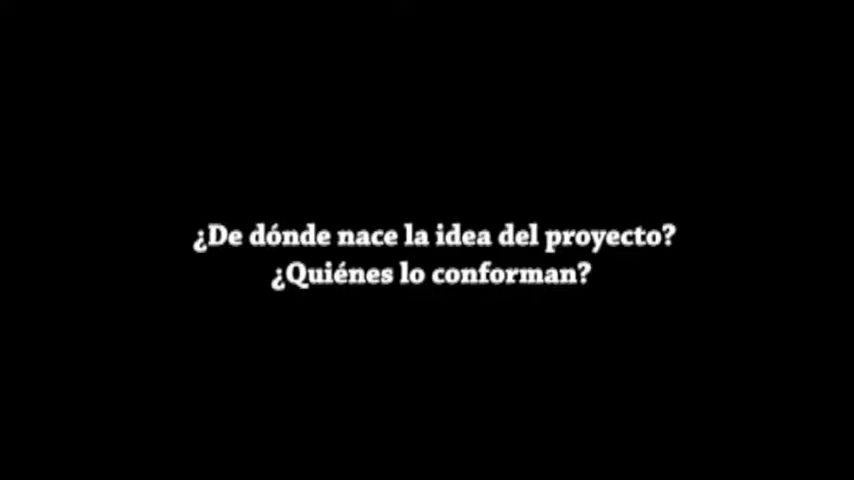 ¿De dónde nace la idea del proyecto?
¿Quiénes lo conforman?